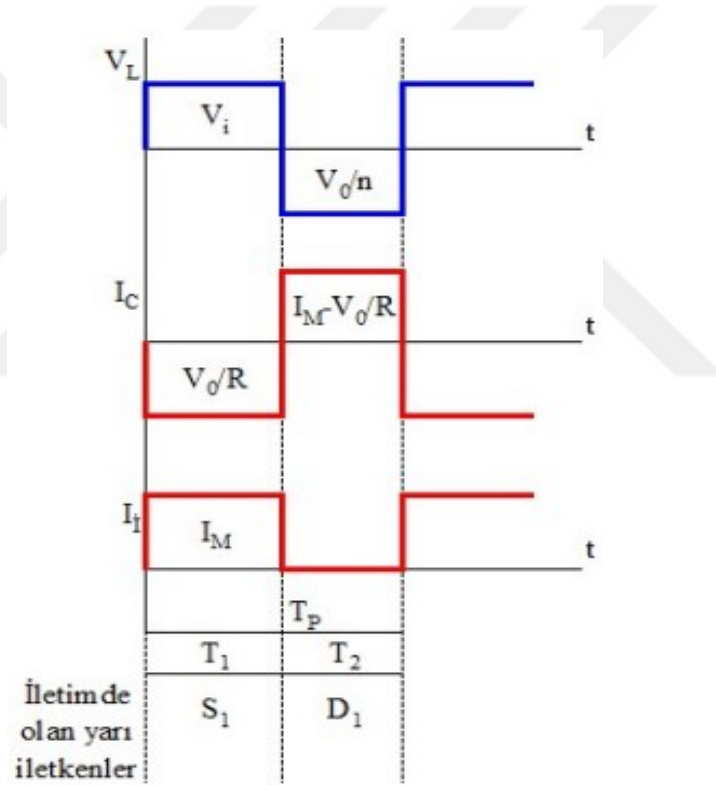 V_L
V_i
t
V_0/n
I_C
I_M-V_0/R
t
V_0/R
I_İ
I_M
t
T_P
T_1 T_2
İletimde
olan yarı
iletkenler
S_1 D_1